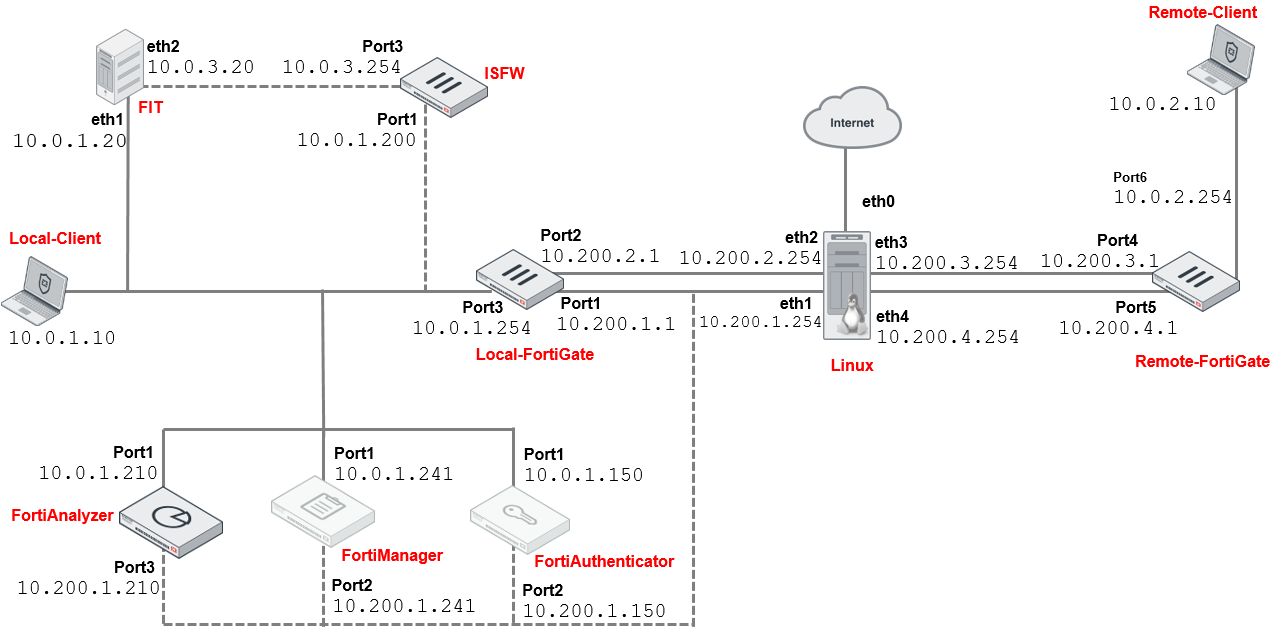 Remote-Client
eth2
10.0.3.20
Port3
10.0.3.254
ISFW
FIT
10.0.2.10
eth1
10.0.1.20
Port1
10.0.1.200
Internet
Port6
10.0.2.254
eth0
Local-Client
10.0.1.10
Port2
10.200.2.1
eth2
10.200.2.254
eth3
10.200.3.254
Port4
10.200.3.1
Port3
10.0.1.254
Port1
10.200.1.1
eth1
10.200.1.254
eth4
10.200.4.254
Port5
10.200.4.1
Local-FortiGate
Linux
Remote-FortiGate
Port1
10.0.1.210
Port1
10.0.1.241
Port1
10.0.1.150
FortiAnalyzer
FortiManager
FortiAuthenticator
Port3
10.200.1.210
Port2
10.200.1.241
Port2
10.200.1.150